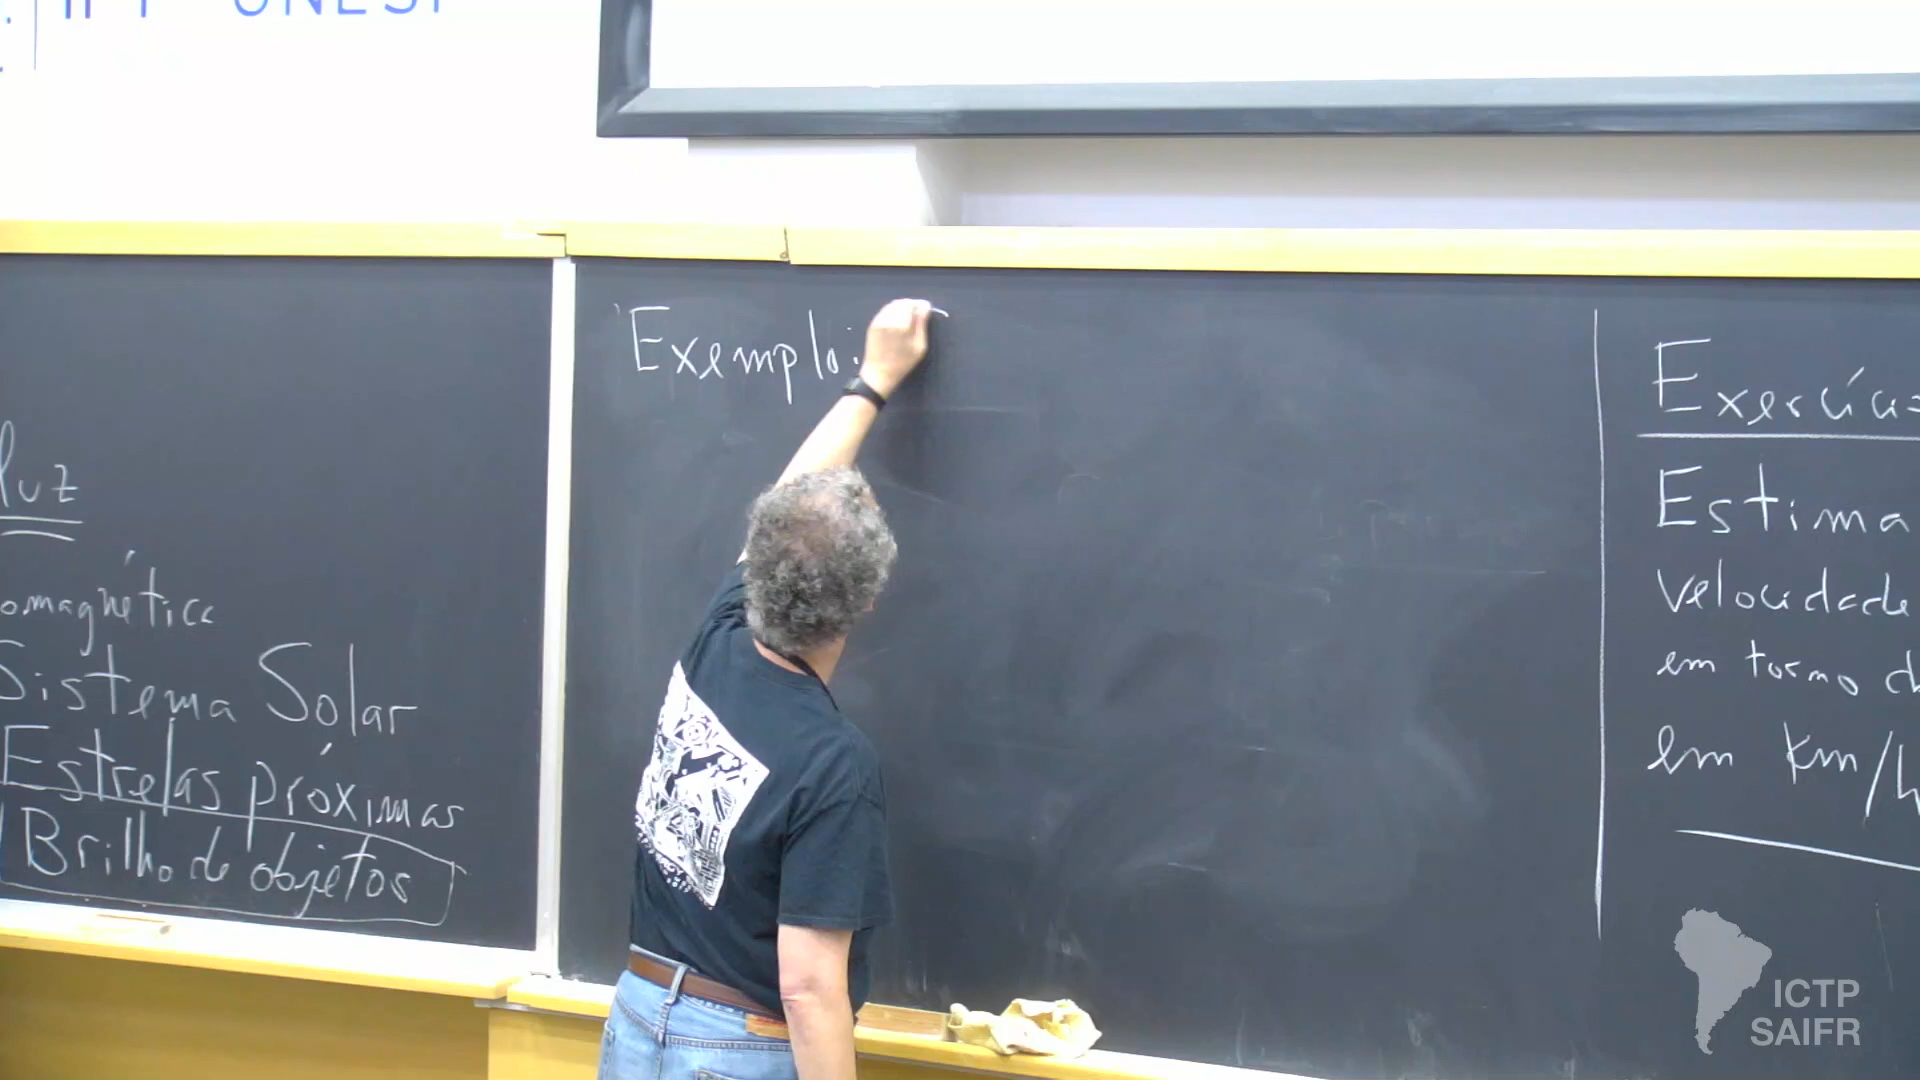 IFT UNESP
luz
omagnética
Sistema Solar
Estrelas próximas
Brilho de objetos
Exemplo:
Exercício
Estima
velocidade
em torno d
em km/h
ICTP
SAIFR